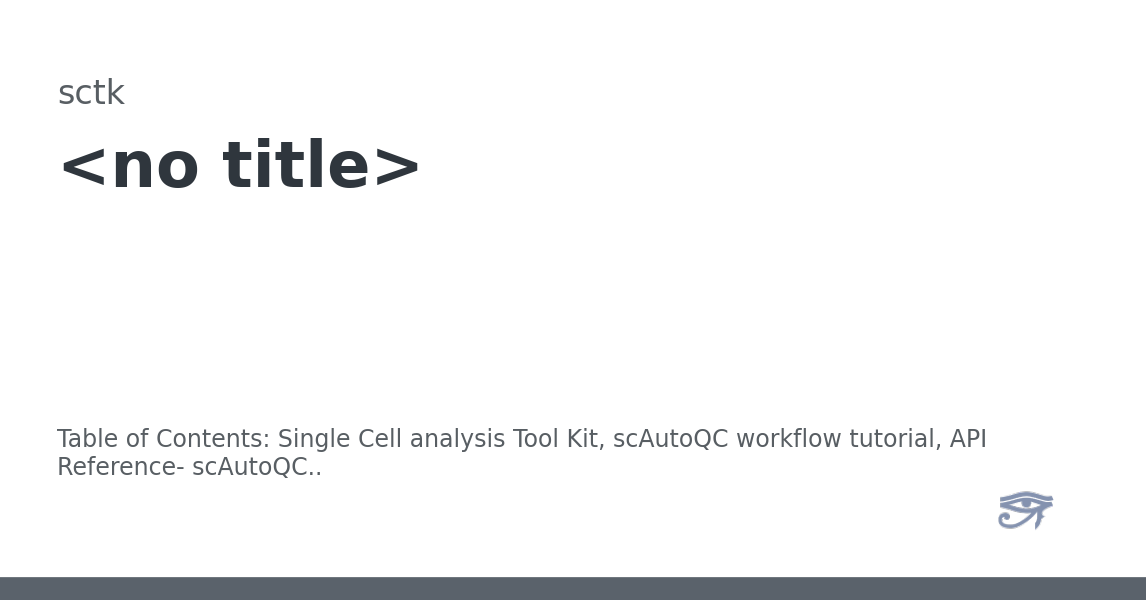 sctk
<no title>
Table of Contents: Single Cell analysis Tool Kit, scAutoQC workflow tutorial, API
Reference- scAutoQC..